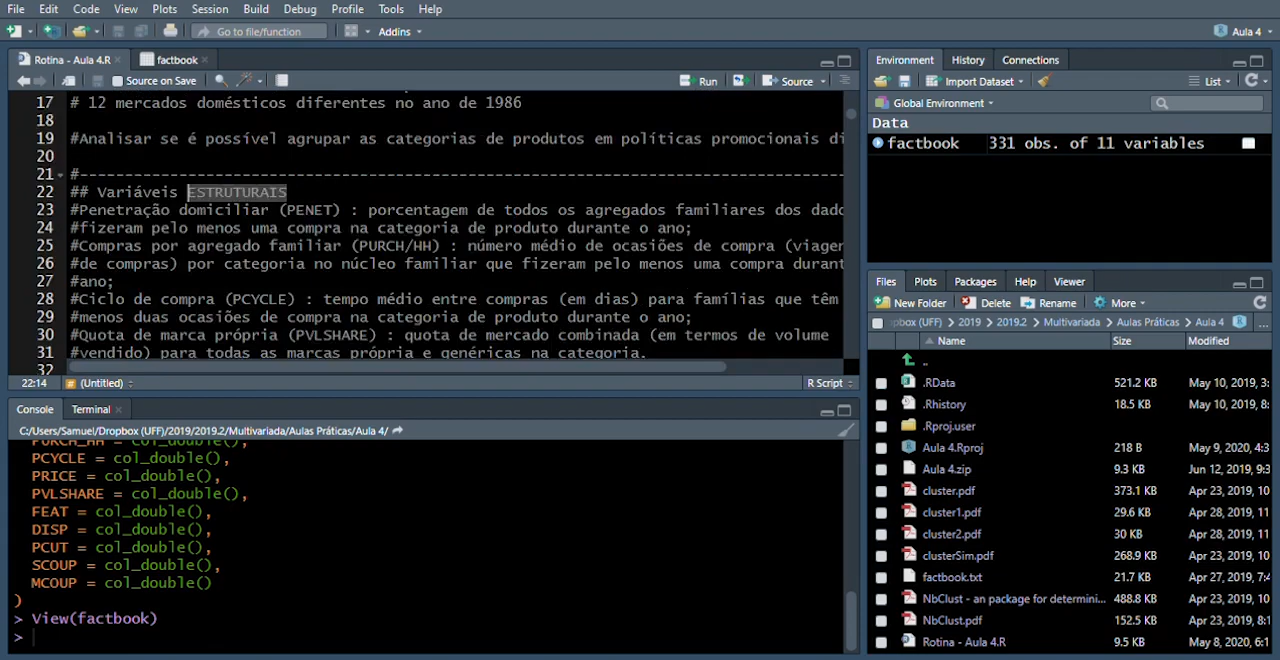 File Edit Code View Plots Session Build Debug Profile Tools Help
Go to file/function Addins Aula 4
Rotina - Aula 4.R factbook
Source on Save Run Source
17 # 12 mercados domésticos diferentes no ano de 1986
18
19 #Analisar se é possível agrupar as categorias de produtos em políticas promocionais di
20
21 #--------------------------------------------------------------------------------------
22 ## Variáveis ESTRUTURAIS
23 #Penetração domiciliar (PENET) : porcentagem de todos os agregados familiares dos dado
24 #fizeram pelo menos uma compra na categoria de produto durante o ano;
25 #Compras por agregado familiar (PURCH/HH) : número médio de ocasiões de compra (viager
26 #de compras) por categoria no núcleo familiar que fizeram pelo menos uma compra durant
27 #ano;
28 #Ciclo de compra (PCYCLE) : tempo médio entre compras (em dias) para famílias que têm
29 #menos duas ocasiões de compra na categoria de produto durante o ano;
30 #Quota de marca própria (PVLSHARE) : quota de mercado combinada (em termos de volume
31 #vendido) para todas as marcas própria e genéricas na categoria.
32
22:14 (Untitled) R Script
Console Terminal
C:/Users/Samuel/Dropbox (UFF)/2019/2019.2/Multivariada/Aulas Práticas/Aula 4/
PURCH_HH = col_double(),
PCYCLE = col_double(),
PRICE = col_double(),
PVLSHARE = col_double(),
FEAT = col_double(),
DISP = col_double(),
PCUT = col_double(),
SCOUP = col_double(),
MCOUP = col_double()
)
> View(factbook)
>
Environment History Connections
Import Dataset List
Global Environment
Data
factbook 331 obs. of 11 variables
Files Plots Packages Help Viewer
New Folder Delete Rename More
pbox (UFF) 2019 2019.2 Multivariada Aulas Práticas Aula 4 ...
Name Size Modified
..
.RData 521.2 KB May 10, 2019, 3:
.Rhistory 18.5 KB May 10, 2019, 8:
.Rproj.user
Aula 4.Rproj 218 B May 9, 2020, 4:3
Aula 4.zip 9.3 KB Jun 12, 2019, 9:3
cluster.pdf 373.1 KB Apr 23, 2019, 10
cluster1.pdf 29.6 KB Apr 28, 2019, 11
cluster2.pdf 30 KB Apr 28, 2019, 11
clusterSim.pdf 268.9 KB Apr 23, 2019, 10
factbook.txt 21.7 KB Apr 27, 2019, 7:4
NbClust - an package for determini... 488.8 KB Apr 23, 2019, 10
NbClust.pdf 152.5 KB Apr 23, 2019, 8:1
Rotina - Aula 4.R 9.5 KB May 8, 2020, 6:1